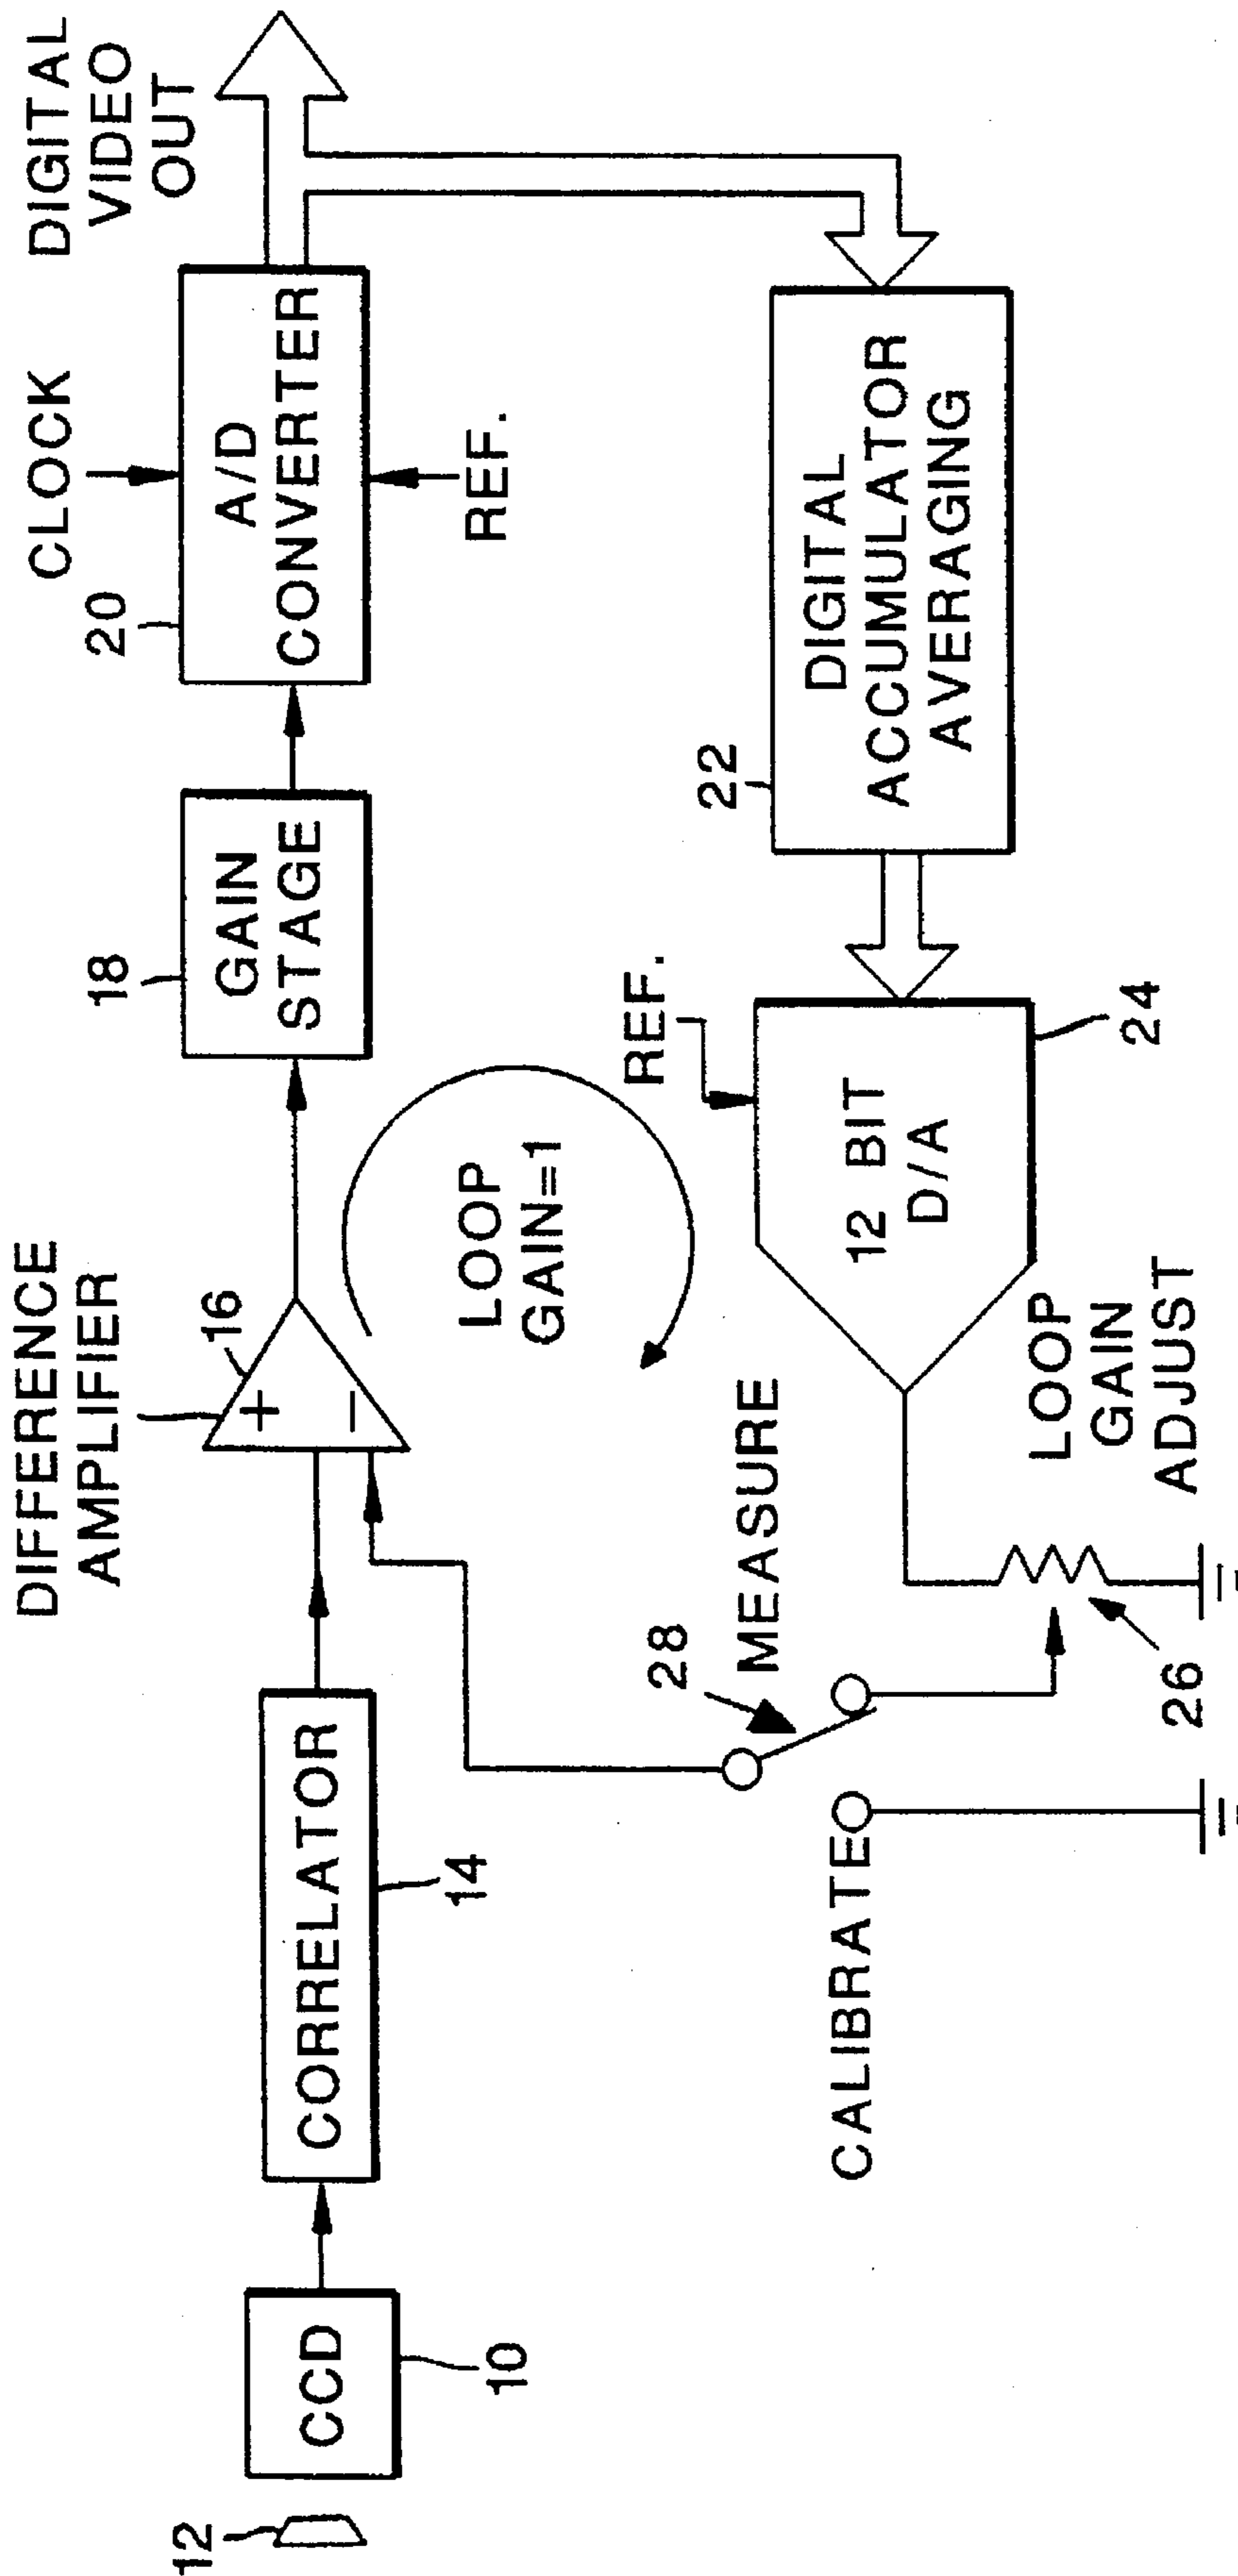 DIFFERENCE
AMPLIFIER
CLOCK
DIGITAL
VIDEO
OUT
12
CCD
10
CORRELATOR
14
+
−
16
18
GAIN
STAGE
20
A/D
CONVERTER
REF.
LOOP
GAIN=1
REF.
22
DIGITAL
ACCUMULATOR
AVERAGING
12 BIT
D/A
24
28
MEASURE
CALIBRATE
26
LOOP
GAIN
ADJUST